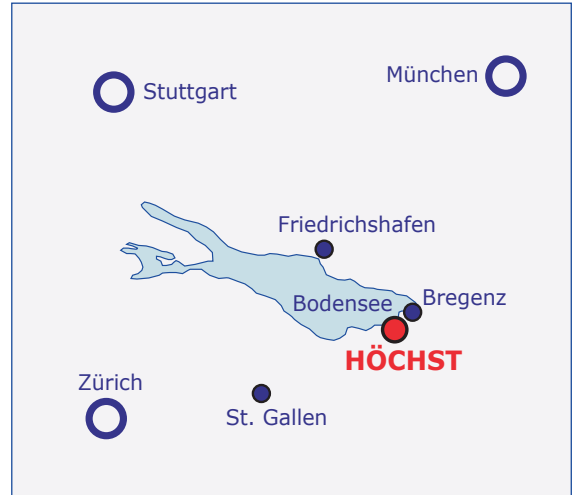 München
Stuttgart
Friedrichshafen
Bodensee
Bregenz
HÖCHST
Zürich
St. Gallen